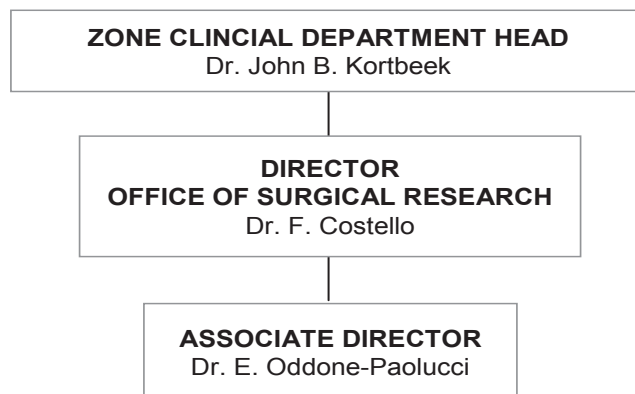 ZONE CLINCIAL DEPARTMENT HEAD
Dr. John B. Kortbeek
DIRECTOR
OFFICE OF SURGICAL RESEARCH
Dr. F. Costello
ASSOCIATE DIRECTOR
Dr. E. Oddone-Paolucci